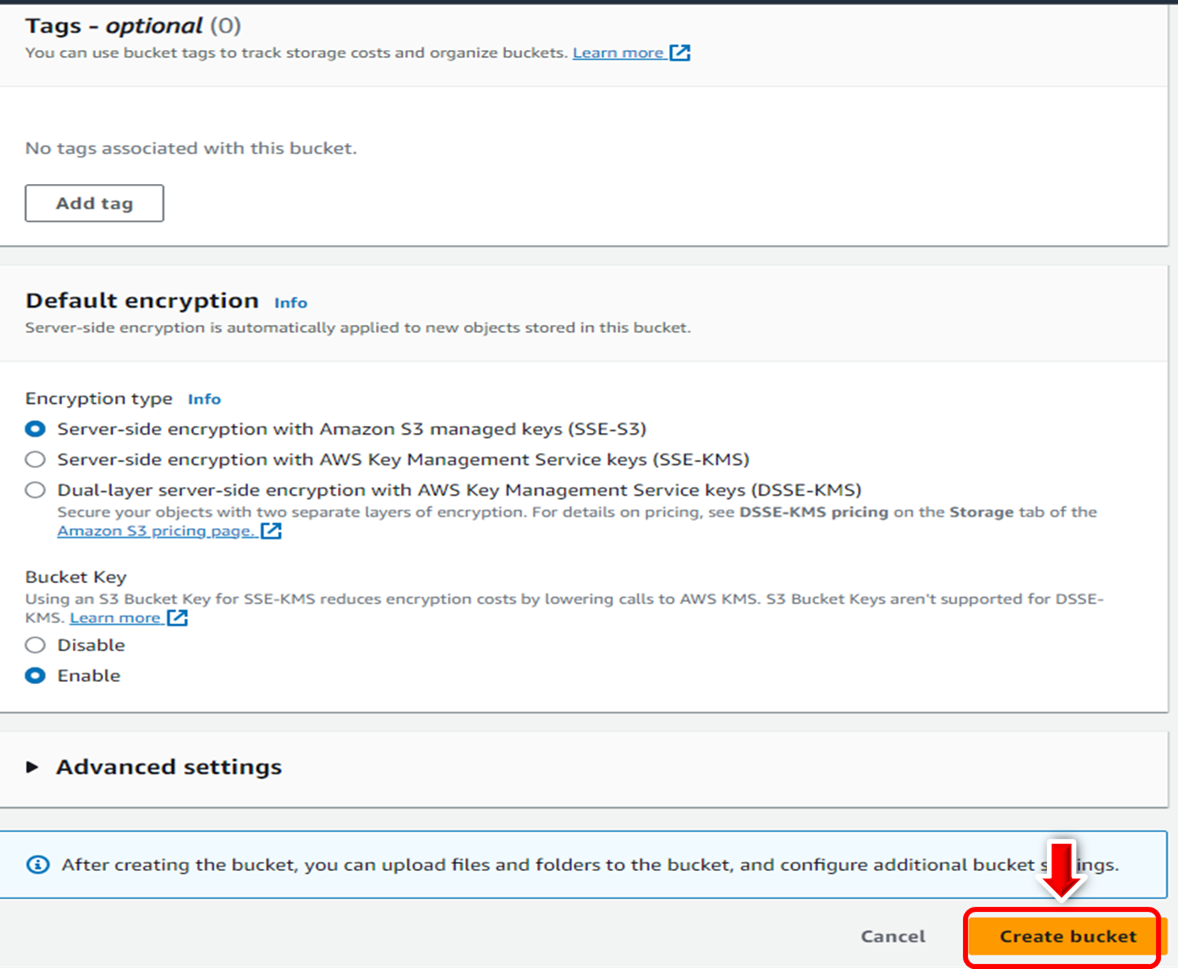 Tags - optional (0)
You can use bucket tags to track storage costs and organize buckets. Learn more
No tags associated with this bucket.
Add tag
Default encryption Info
Server-side encryption is automatically applied to new objects stored in this bucket.
Encryption type Info
Server-side encryption with Amazon S3 managed keys (SSE-S3)
Server-side encryption with AWS Key Management Service keys (SSE-KMS)
Dual-layer server-side encryption with AWS Key Management Service keys (DSSE-KMS)
Secure your objects with two separate layers of encryption. For details on pricing, see DSSE-KMS pricing on the Storage tab of the
Amazon S3 pricing page.
Bucket Key
Using an S3 Bucket Key for SSE-KMS reduces encryption costs by lowering calls to AWS KMS. S3 Bucket Keys aren't supported for DSSE-
KMS. Learn more
Disable
Enable
Advanced settings
After creating the bucket, you can upload files and folders to the bucket, and configure additional bucket
Cancel
Create bucket